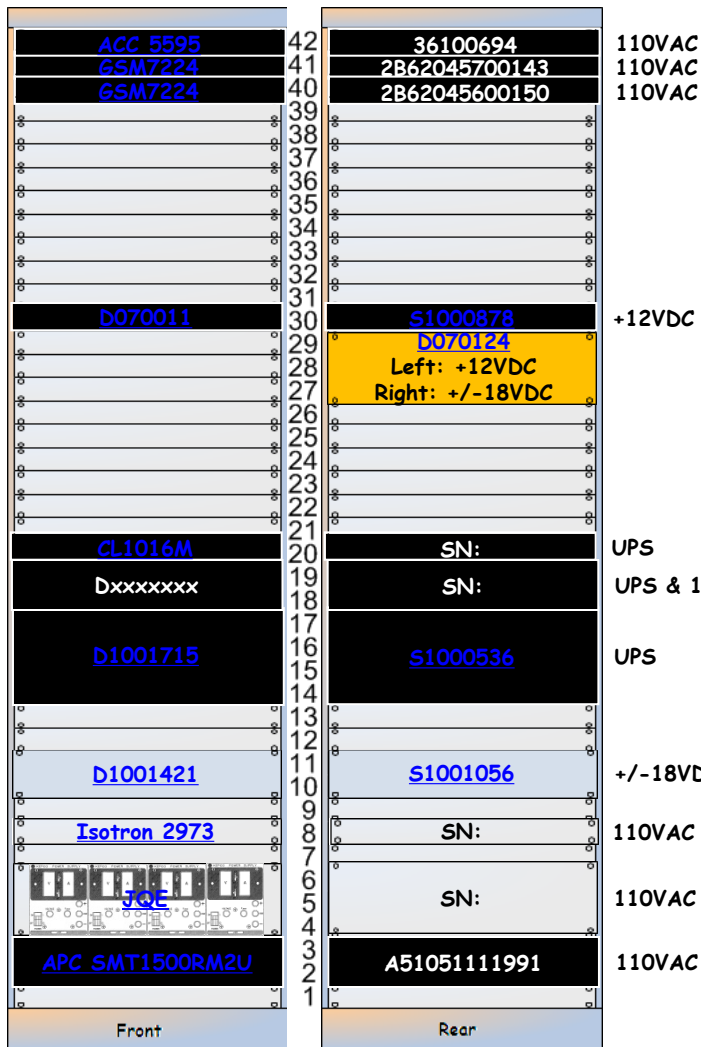 ACC 5595 42 36100694 110VAC
GSM7224 41 2B62045700143 110VAC
GSM7224 40 2B62045600150 110VAC
39
38
37
36
35
34
33
32
31
D070011 30 S1000878 +12VDC
29 D070124
28 Left: +12VDC
27 Right: +/-18VDC
26
25
24
23
22
21
CL1016M 20 SN: UPS
Dxxxxxxx 19 SN: UPS & 1
18
17
D1001715 16 S1000536 UPS
15
14
13
12
D1001421 11 S1001056 +/-18VD
10
9
Isotron 2973 8 SN: 110VAC
7
6
JQE 5 SN: 110VAC
4
APC SMT1500RM2U 3 A51051111991 110VAC
2
1
Front Rear